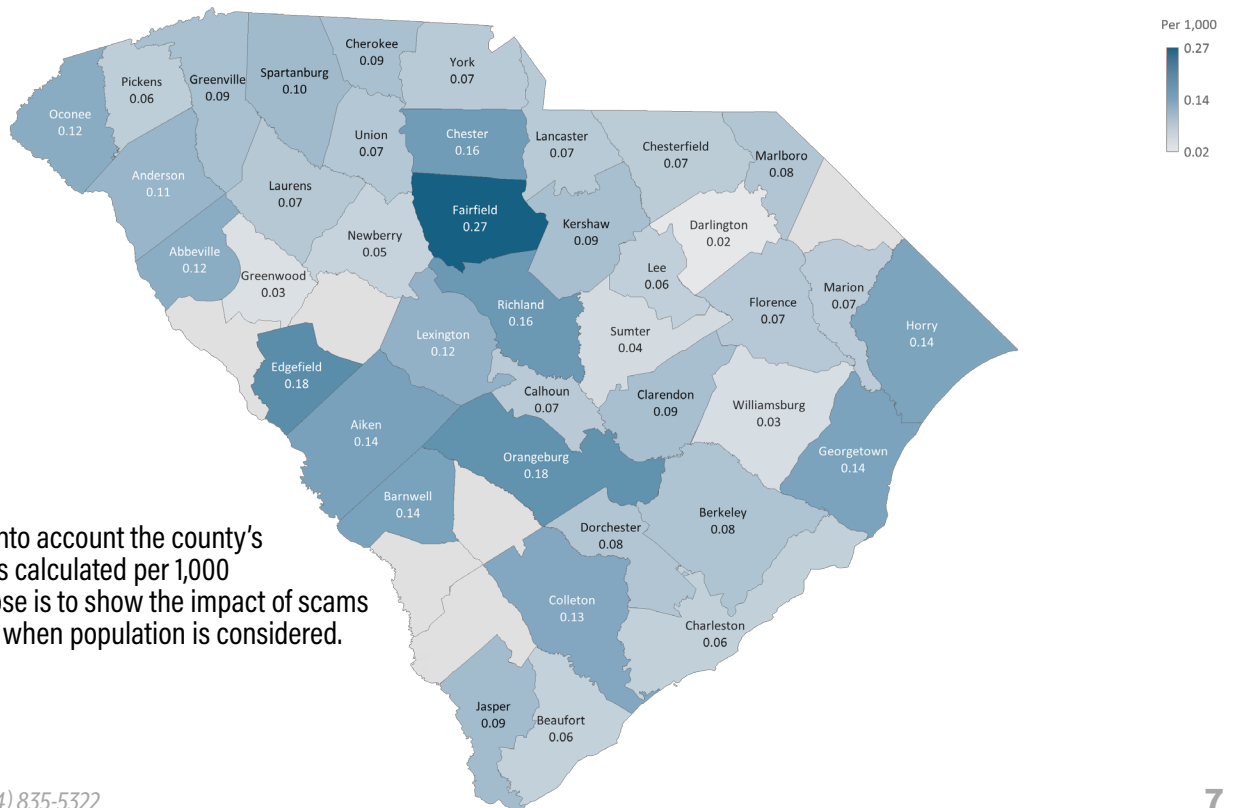 Per 1,000
0.27
0.14
0.02
Cherokee
0.09
York
0.07
Spartanburg
0.10
Greenville
0.09
Pickens
0.06
Oconee
0.12
Union
0.07
Chester
0.16
Lancaster
0.07
Chesterfield
0.07
Marlboro
0.08
Anderson
0.11
Laurens
0.07
Fairfield
0.27
Kershaw
0.09
Darlington
0.02
Newberry
0.05
Abbeville
0.12
Greenwood
0.03
Lee
0.06
Marion
0.07
Florence
0.07
Richland
0.16
Horry
0.14
Lexington
0.12
Sumter
0.04
Edgefield
0.18
Calhoun
0.07
Clarendon
0.09
Williamsburg
0.03
Aiken
0.14
Georgetown
0.14
Orangeburg
0.18
Barnwell
0.14
Berkeley
0.08
Dorchester
0.08
Colleton
0.13
Charleston
0.06
Jasper
0.09
Beaufort
0.06
nto account the county's
s calculated per 1,000
ose is to show the impact of scams
when population is considered.
4) 835-5322
7